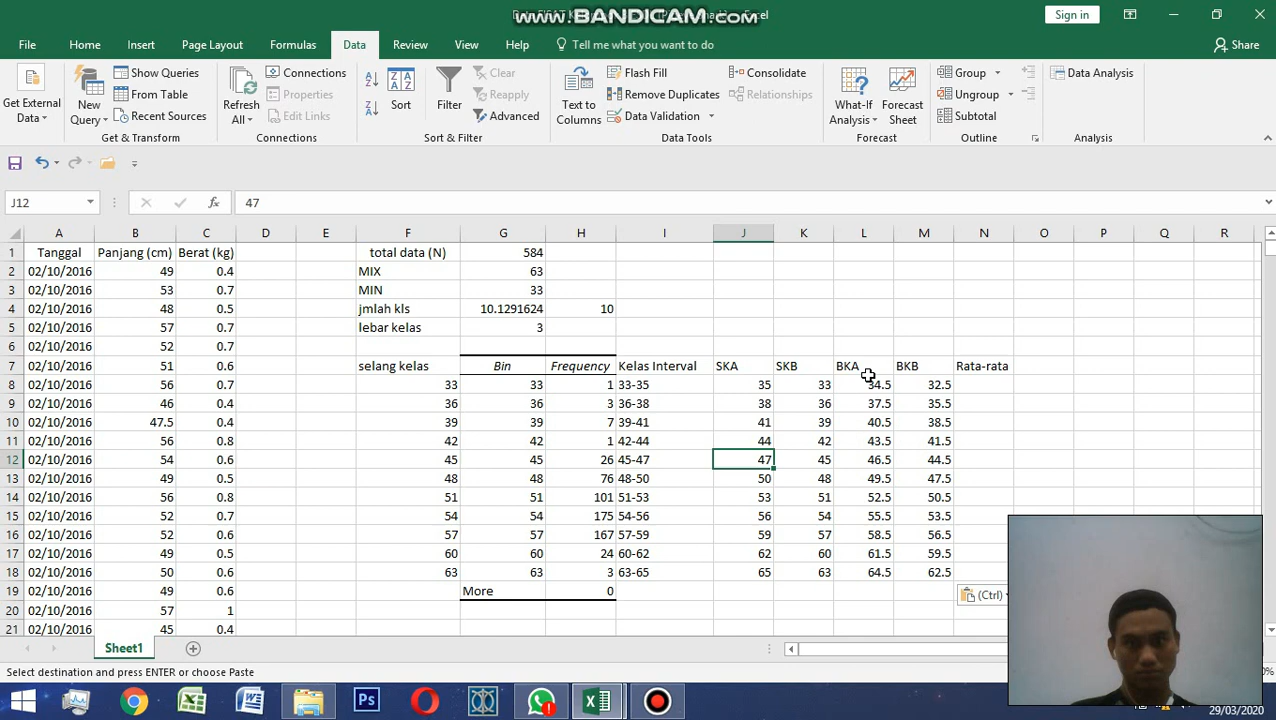 www.BANDICAM.com
Excel
Sign in
File Home Insert Page Layout Formulas Data Review View Help Tell me what you want to do Share
Get External Data
New Query
Show Queries
From Table
Recent Sources
Get & Transform
Refresh All
Connections
Properties
Edit Links
Connections
Sort
Filter
Clear
Reapply
Advanced
Sort & Filter
Text to Columns
Flash Fill
Remove Duplicates
Data Validation
Consolidate
Relationships
Data Tools
What-If Analysis
Forecast Sheet
Forecast
Group
Ungroup
Subtotal
Outline
Data Analysis
Analysis
J12 fx 47
A B C D E F G H I J K L M N O P Q R
1 Tanggal Panjang (cm) Berat (kg) total data (N) 584
2 02/10/2016 49 0.4 MIX 63
3 02/10/2016 53 0.7 MIN 33
4 02/10/2016 48 0.5 jmlah kls 10.1291624 10
5 02/10/2016 57 0.7 lebar kelas 3
6 02/10/2016 52 0.7
7 02/10/2016 51 0.6 selang kelas Bin Frequency Kelas Interval SKA SKB BKA BKB Rata-rata
8 02/10/2016 56 0.7 33 33 1 33-35 35 33 34.5 32.5
9 02/10/2016 46 0.4 36 36 3 36-38 38 36 37.5 35.5
10 02/10/2016 47.5 0.4 39 39 7 39-41 41 39 40.5 38.5
11 02/10/2016 56 0.8 42 42 1 42-44 44 42 43.5 41.5
12 02/10/2016 54 0.6 45 45 26 45-47 47 45 46.5 44.5
13 02/10/2016 49 0.5 48 48 76 48-50 50 48 49.5 47.5
14 02/10/2016 56 0.8 51 51 101 51-53 53 51 52.5 50.5
15 02/10/2016 52 0.7 54 54 175 54-56 56 54 55.5 53.5
16 02/10/2016 52 0.6 57 57 167 57-59 59 57 58.5 56.5
17 02/10/2016 49 0.5 60 60 24 60-62 62 60 61.5 59.5
18 02/10/2016 50 0.6 63 63 3 63-65 65 63 64.5 62.5
19 02/10/2016 49 0.6 More 0 (Ctrl)
20 02/10/2016 57 1
21 02/10/2016 45 0.4
Sheet1
Select destination and press ENTER or choose Paste
0%
Ps
29/03/2020